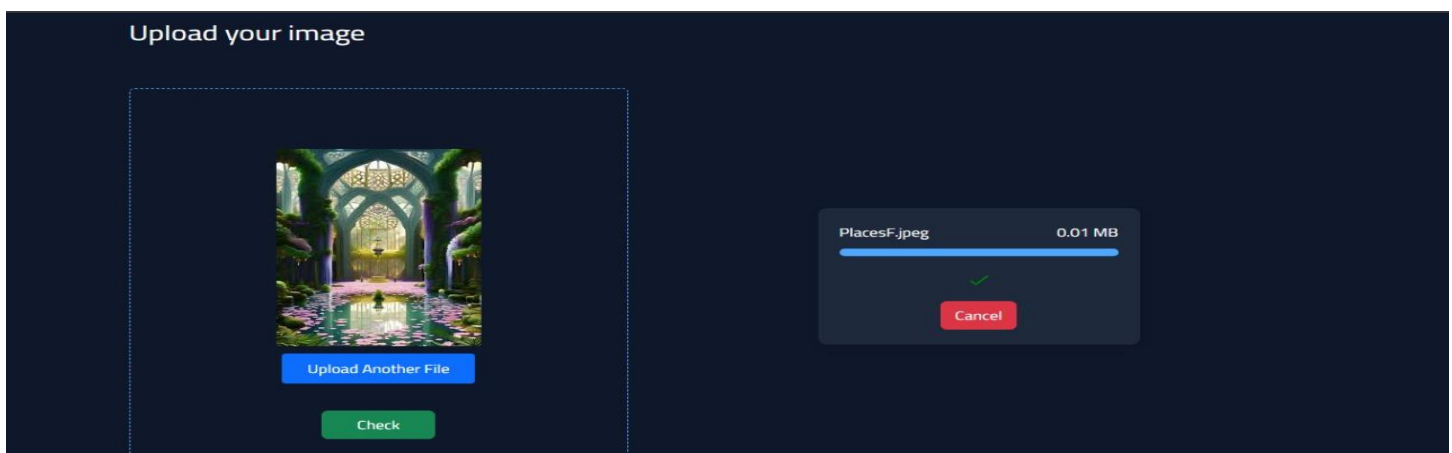 Upload your image
PlacesF.jpeg 0.01 MB
Cancel
Upload Another File
Check